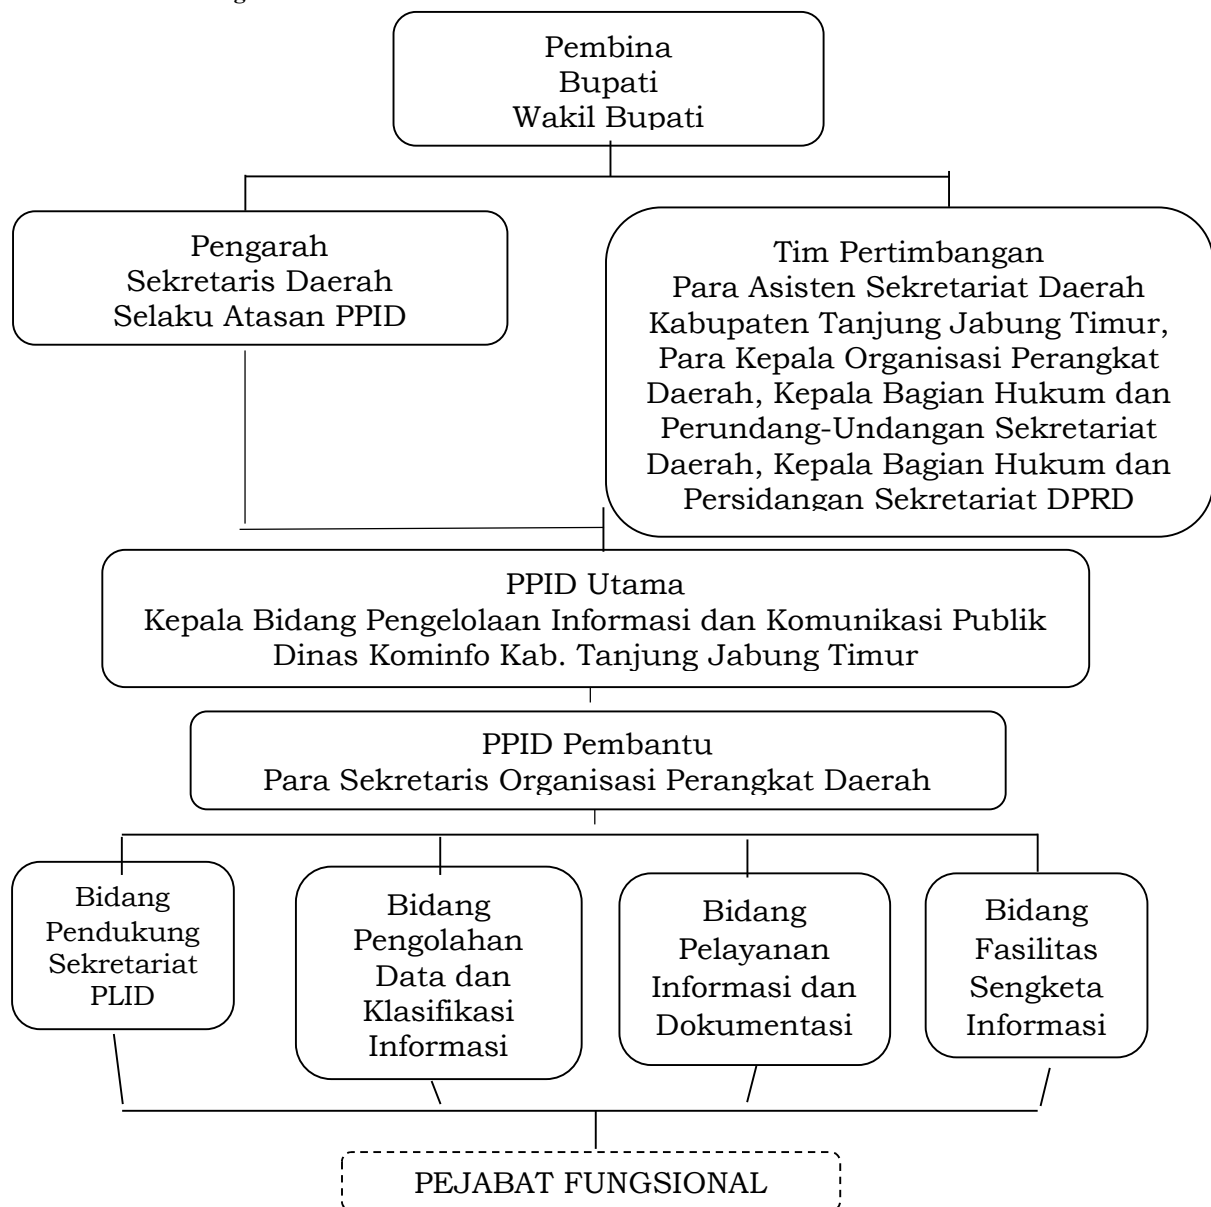 Pembina
Bupati
Wakil Bupati
Pengarah
Sekretaris Daerah
Selaku Atasan PPID
Tim Pertimbangan
Para Asisten Sekretariat Daerah
Kabupaten Tanjung Jabung Timur,
Para Kepala Organisasi Perangkat
Daerah, Kepala Bagian Hukum dan
Perundang-Undangan Sekretariat
Daerah, Kepala Bagian Hukum dan
Persidangan Sekretariat DPRD
PPID Utama
Kepala Bidang Pengelolaan Informasi dan Komunikasi Publik
Dinas Kominfo Kab. Tanjung Jabung Timur
PPID Pembantu
Para Sekretaris Organisasi Perangkat Daerah
Bidang
Pendukung
Sekretariat
PLID
Bidang
Pengolahan
Data dan
Klasifikasi
Informasi
Bidang
Pelayanan
Informasi dan
Dokumentasi
Bidang
Fasilitas
Sengketa
Informasi
PEJABAT FUNGSIONAL